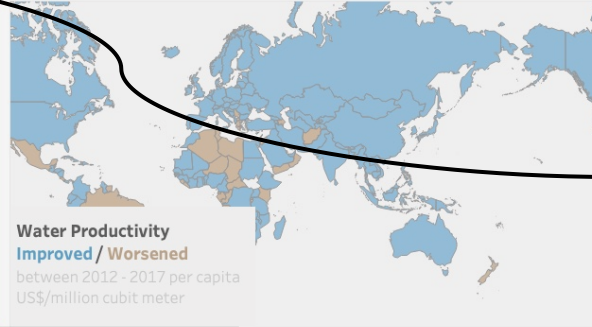 Water Productivity
Improved / Worsened
between 2012 - 2017 per capita
US$/million cubit meter